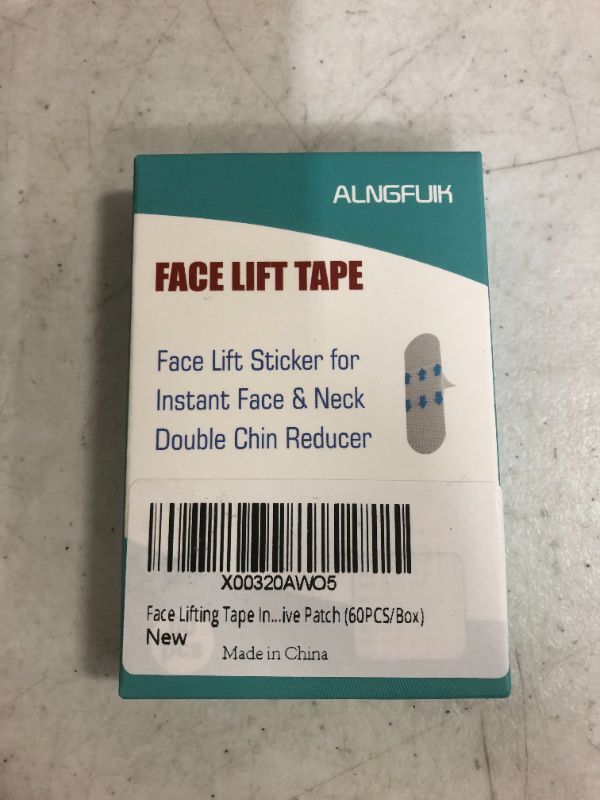 ALNGFUIK
FACE LIFT TAPE
Face Lift Sticker for
Instant Face & Neck
Double Chin Reducer
X00320AWO5
Face Lifting Tape In...ive Patch (60PCS/Box)
New
Made in China